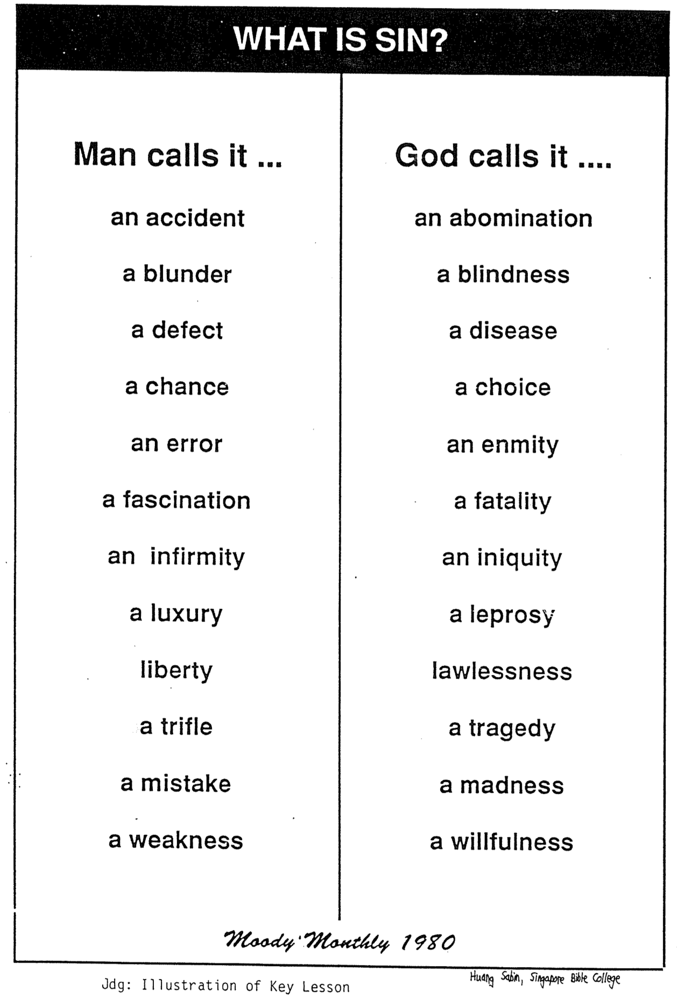 WHAT IS SIN?
Man calls it ...
God calls it ....
an accident
an abomination
a blunder
a blindness
a defect
a disease
a chance
a choice
an error
an enmity
a fascination
a fatality
an infirmity
an iniquity
a luxury
a leprosy
liberty
lawlessness
a trifle
a tragedy
a mistake
a madness
a weakness
a willfulness
Moody Monthly 1980
Jdg: Illustration of Key Lesson
Huang Sabin, Singapore Bible College